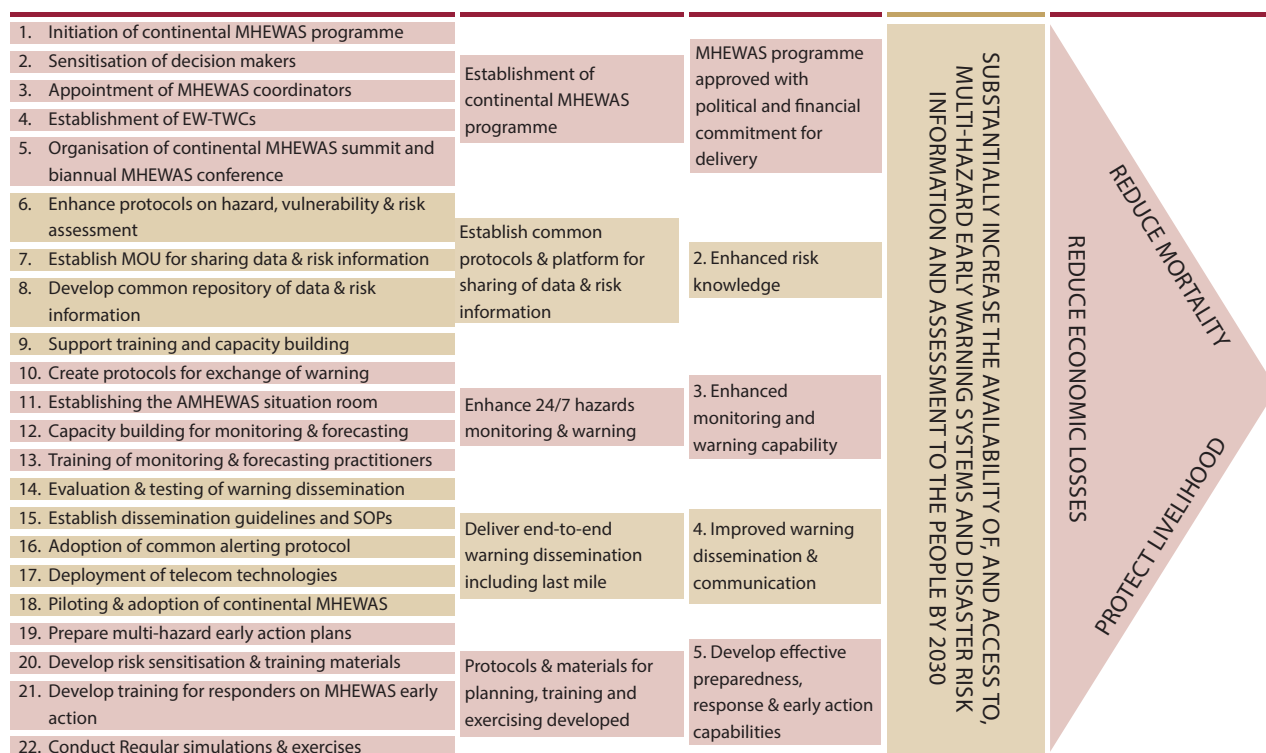 1. Initiation of continental MHEWAS programme
2. Sensitisation of decision makers
3. Appointment of MHEWAS coordinators
4. Establishment of EW-TWCs
5. Organisation of continental MHEWAS summit and
biannual MHEWAS conference
6. Enhance protocols on hazard, vulnerability & risk
assessment
7. Establish MOU for sharing data & risk information
8. Develop common repository of data & risk
information
9. Support training and capacity building
10. Create protocols for exchange of warning
11. Establishing the AMHEWAS situation room
12. Capacity building for monitoring & forecasting
13. Training of monitoring & forecasting practitioners
14. Evaluation & testing of warning dissemination
15. Establish dissemination guidelines and SOPs
16. Adoption of common alerting protocol
17. Deployment of telecom technologies
18. Piloting & adoption of continental MHEWAS
19. Prepare multi-hazard early action plans
20. Develop risk sensitisation & training materials
21. Develop training for responders on MHEWAS early
action
22. Conduct Regular simulations & exercises
Establishment of
continental MHEWAS
programme
Establish common
protocols & platform for
sharing of data & risk
information
Enhance 24/7 hazards
monitoring & warning
Deliver end-to-end
warning dissemination
including last mile
Protocols & materials for
planning, training and
exercising developed
MHEWAS programme
approved with
political and financial
commitment for
delivery
2. Enhanced risk
knowledge
3. Enhanced
monitoring and
warning capability
4. Improved warning
dissemination &
communication
5. Develop effective
preparedness,
response & early action
capabilities
SUBSTANTIALLY INCREASE THE AVAILABILITY OF, AND ACCESS TO,
MULTI-HAZARD EARLY WARNING SYSTEMS AND DISASTER RISK
INFORMATION AND ASSESSMENT TO THE PEOPLE BY 2030
REDUCE MORTALITY
REDUCE ECONOMIC LOSSES
PROTECT LIVELIHOOD